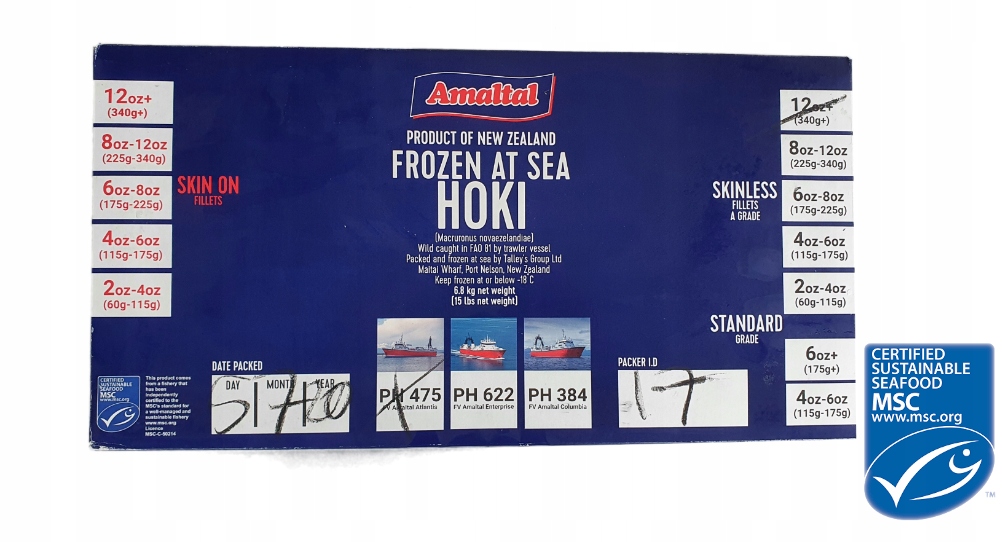 Amaltal
PRODUCT OF NEW ZEALAND
FROZEN AT SEA
HOKI
(Macruronus novaezelandiae)
Wild caught in FAO 81 by trawler vessel
Packed and frozen at sea by Talley's Group Ltd
Maitai Wharf, Port Nelson, New Zealand
Keep frozen at or below -18°C
6.8 kg net weight
(15 lbs net weight)
12oz+
(340g+)
8oz-12oz
(225g-340g)
6oz-8oz
(175g-225g)
4oz-6oz
(115g-175g)
2oz-4oz
(60g-115g)
SKIN ON
FILLETS
12oz+
(340g+)
8oz-12oz
(225g-340g)
6oz-8oz
(175g-225g)
4oz-6oz
(115g-175g)
2oz-4oz
(60g-115g)
SKINLESS
FILLETS
A GRADE
STANDARD
GRADE
6oz+
(175g+)
4oz-6oz
(115g-175g)
CERTIFIED
SUSTAINABLE
SEAFOOD
MSC
www.msc.org
This product comes
from a fishery that
has been
independently
certified to the
MSC's standard for
a well-managed and
sustainable fishery
www.msc.org
Licence
MSC-C-50214
DATE PACKED
DAY MONTH YEAR
PH 475
FV Amaltal Atlantis
PH 622
FV Amaltal Enterprise
PH 384
FV Amaltal Columbia
PACKER I.D
17
CERTIFIED
SUSTAINABLE
SEAFOOD
MSC
www.msc.org
TM